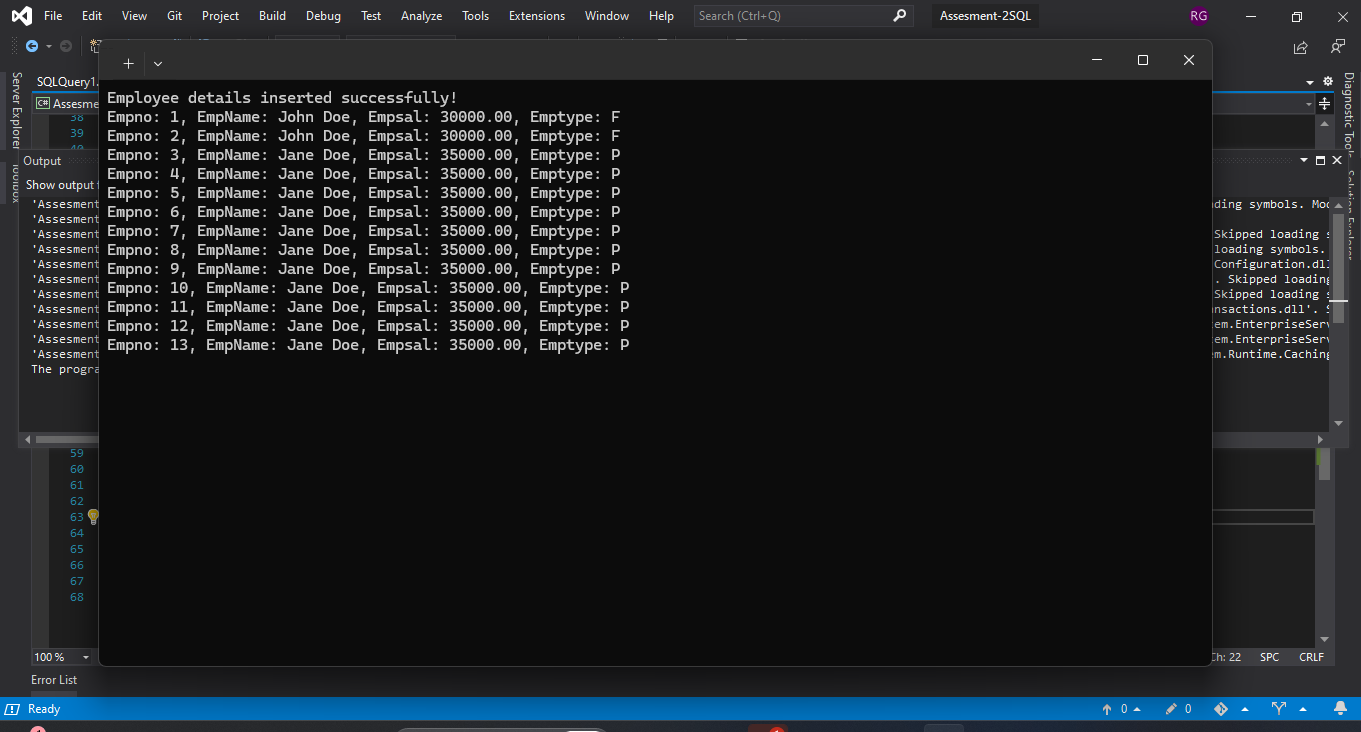 File Edit View Git Project Build Debug Test Analyze Tools Extensions Window Help Search (Ctrl+Q) Assesment-2SQL RG
Server Explorer
Toolbox
SQLQuery1.
C# Assesme
38
39
40
Output
Show output
'Assesment
'Assesment
'Assesment
'Assesment
'Assesment
'Assesment
'Assesment
'Assesment
'Assesment
'Assesment
'Assesment
The progra
Employee details inserted successfully!
Empno: 1, EmpName: John Doe, Empsal: 30000.00, Emptype: F
Empno: 2, EmpName: John Doe, Empsal: 30000.00, Emptype: F
Empno: 3, EmpName: Jane Doe, Empsal: 35000.00, Emptype: P
Empno: 4, EmpName: Jane Doe, Empsal: 35000.00, Emptype: P
Empno: 5, EmpName: Jane Doe, Empsal: 35000.00, Emptype: P
Empno: 6, EmpName: Jane Doe, Empsal: 35000.00, Emptype: P
Empno: 7, EmpName: Jane Doe, Empsal: 35000.00, Emptype: P
Empno: 8, EmpName: Jane Doe, Empsal: 35000.00, Emptype: P
Empno: 9, EmpName: Jane Doe, Empsal: 35000.00, Emptype: P
Empno: 10, EmpName: Jane Doe, Empsal: 35000.00, Emptype: P
Empno: 11, EmpName: Jane Doe, Empsal: 35000.00, Emptype: P
Empno: 12, EmpName: Jane Doe, Empsal: 35000.00, Emptype: P
Empno: 13, EmpName: Jane Doe, Empsal: 35000.00, Emptype: P
ding symbols. Mod
Skipped loading s
loading symbols.
Configuration.dll
. Skipped loading
Skipped loading s
nsactions.dll'. S
em.EnterpriseServ
em.EnterpriseServ
m.Runtime.Caching
Diagnostic Tools
Solution Explorer
59
60
61
62
63
64
65
66
67
68
100 %
Ch: 22 SPC CRLF
Error List
Ready 0 0